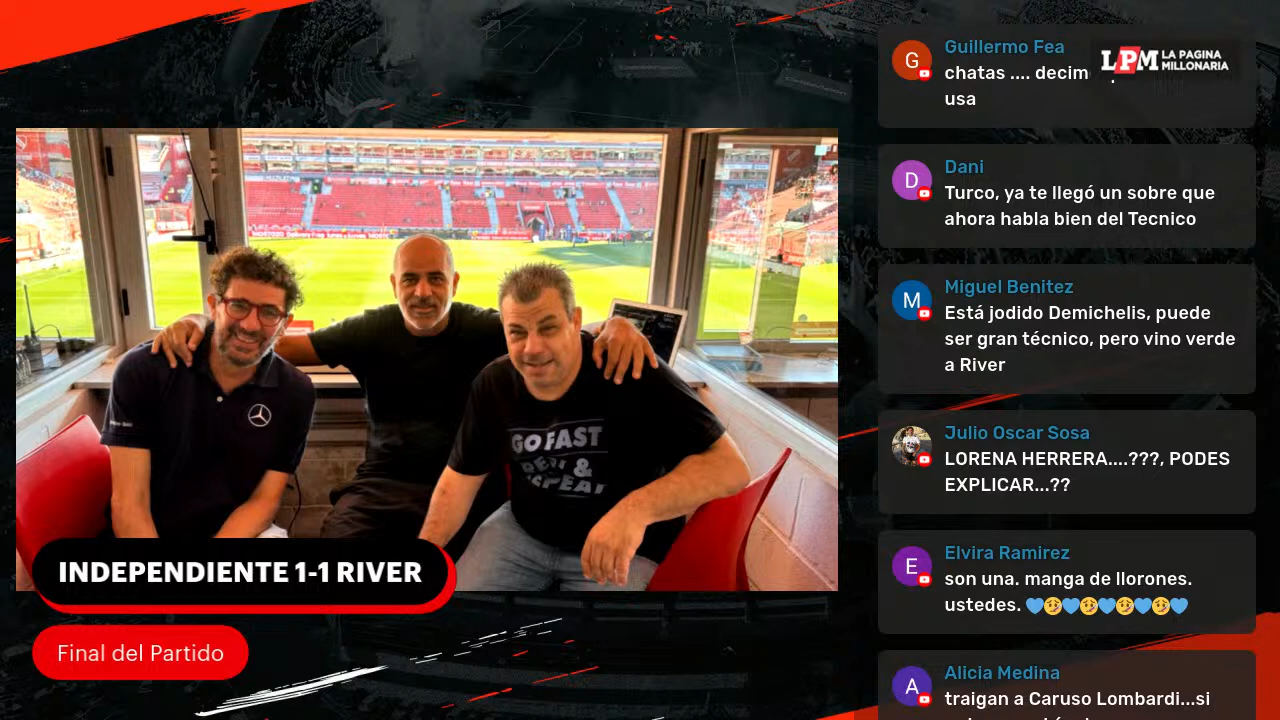 Guillermo Fea
chatas .... decim
usa
LPM LA PAGINA
MILLONARIA
Dani
Turco, ya te llegó un sobre que
ahora habla bien del Tecnico
Miguel Benitez
Está jodido Demichelis, puede
ser gran técnico, pero vino verde
a River
Julio Oscar Sosa
LORENA HERRERA....???, PODES
EXPLICAR...??
Elvira Ramirez
son una. manga de llorones.
ustedes. 💙🤧💙🤧💙🤧💙🤧💙
Alicia Medina
traigan a Caruso Lombardi...si
GO FAST
&
INDEPENDIENTE 1-1 RIVER
Final del Partido
G
D
M
E
A